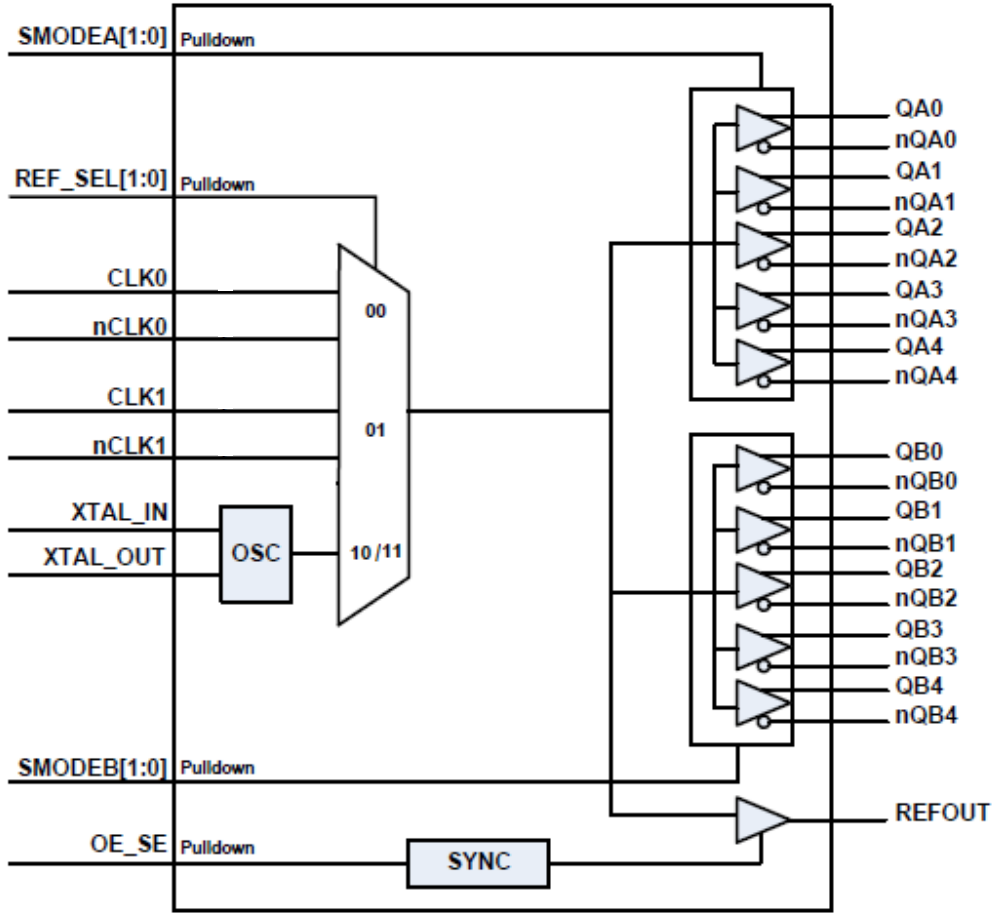 SMODEA[1:0] Pulldown
QA0
nQA0
QA1
REF_SEL[1:0] Pulldown
nQA1
QA2
nQA2
CLK0
QA3
00
nCLK0
nQA3
QA4
nQA4
CLK1
01
nCLK1
QB0
nQB0
XTAL_IN
QB1
OSC
10 /11
nQB1
XTAL_OUT
QB2
nQB2
QB3
nQB3
QB4
nQB4
SMODEB[1:0] Pulldown
REFOUT
OE_SE Pulldown
SYNC